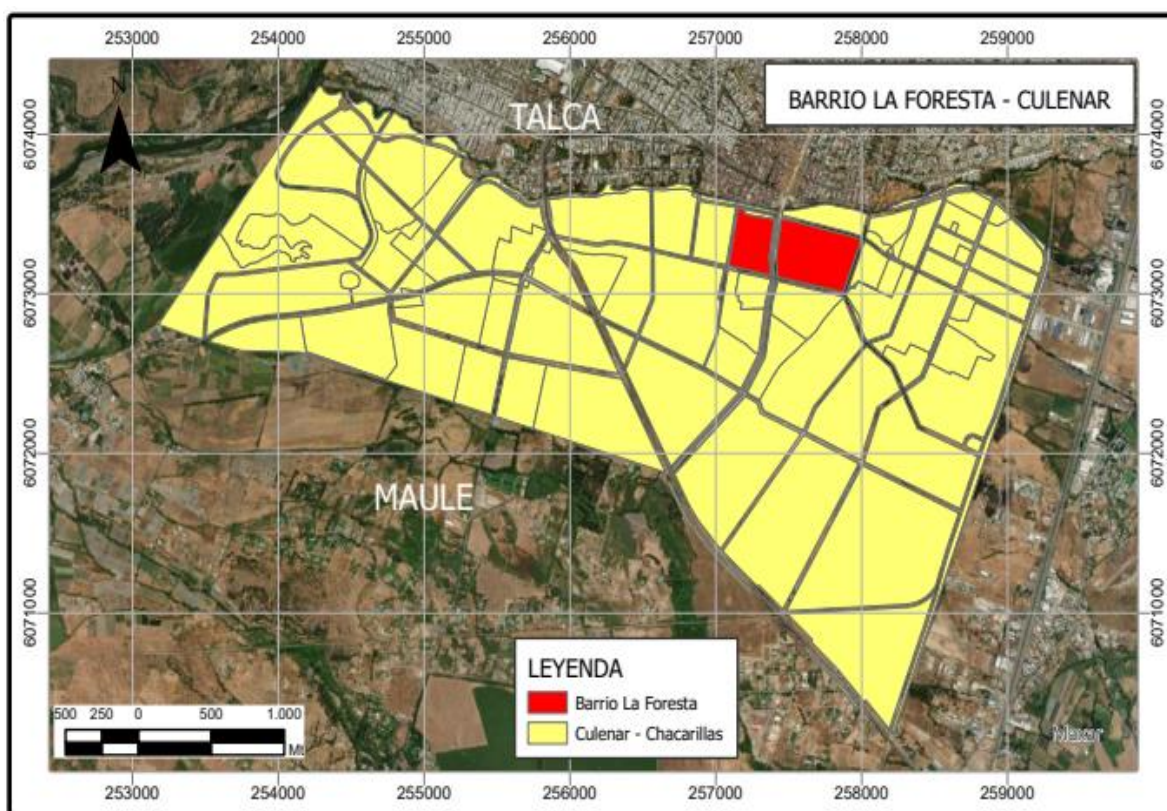 253000 254000 255000 256000 257000 258000 259000
BARRIO LA FORESTA - CULENAR
N
TALCA
6074000 6074000
6073000 6073000
6072000 6072000
MAULE
6071000 6071000
LEYENDA
Barrio La Foresta
Culenar - Chacarillas
500 250 0 500 1.000
Mt
Maxar
253000 254000 255000 256000 257000 258000 259000